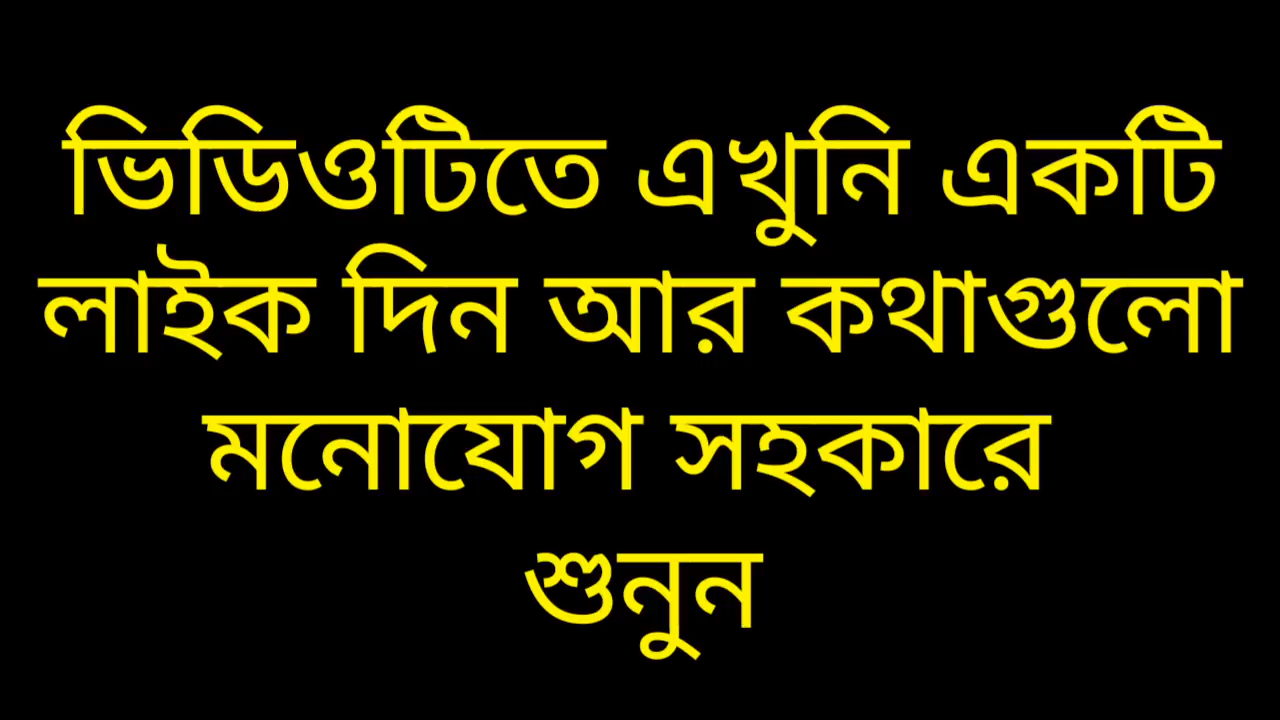 ভিডিওটিতে এখুনি একটি
লাইক দিন আর কথাগুলো
মনোযোগ সহকারে
শুনুন